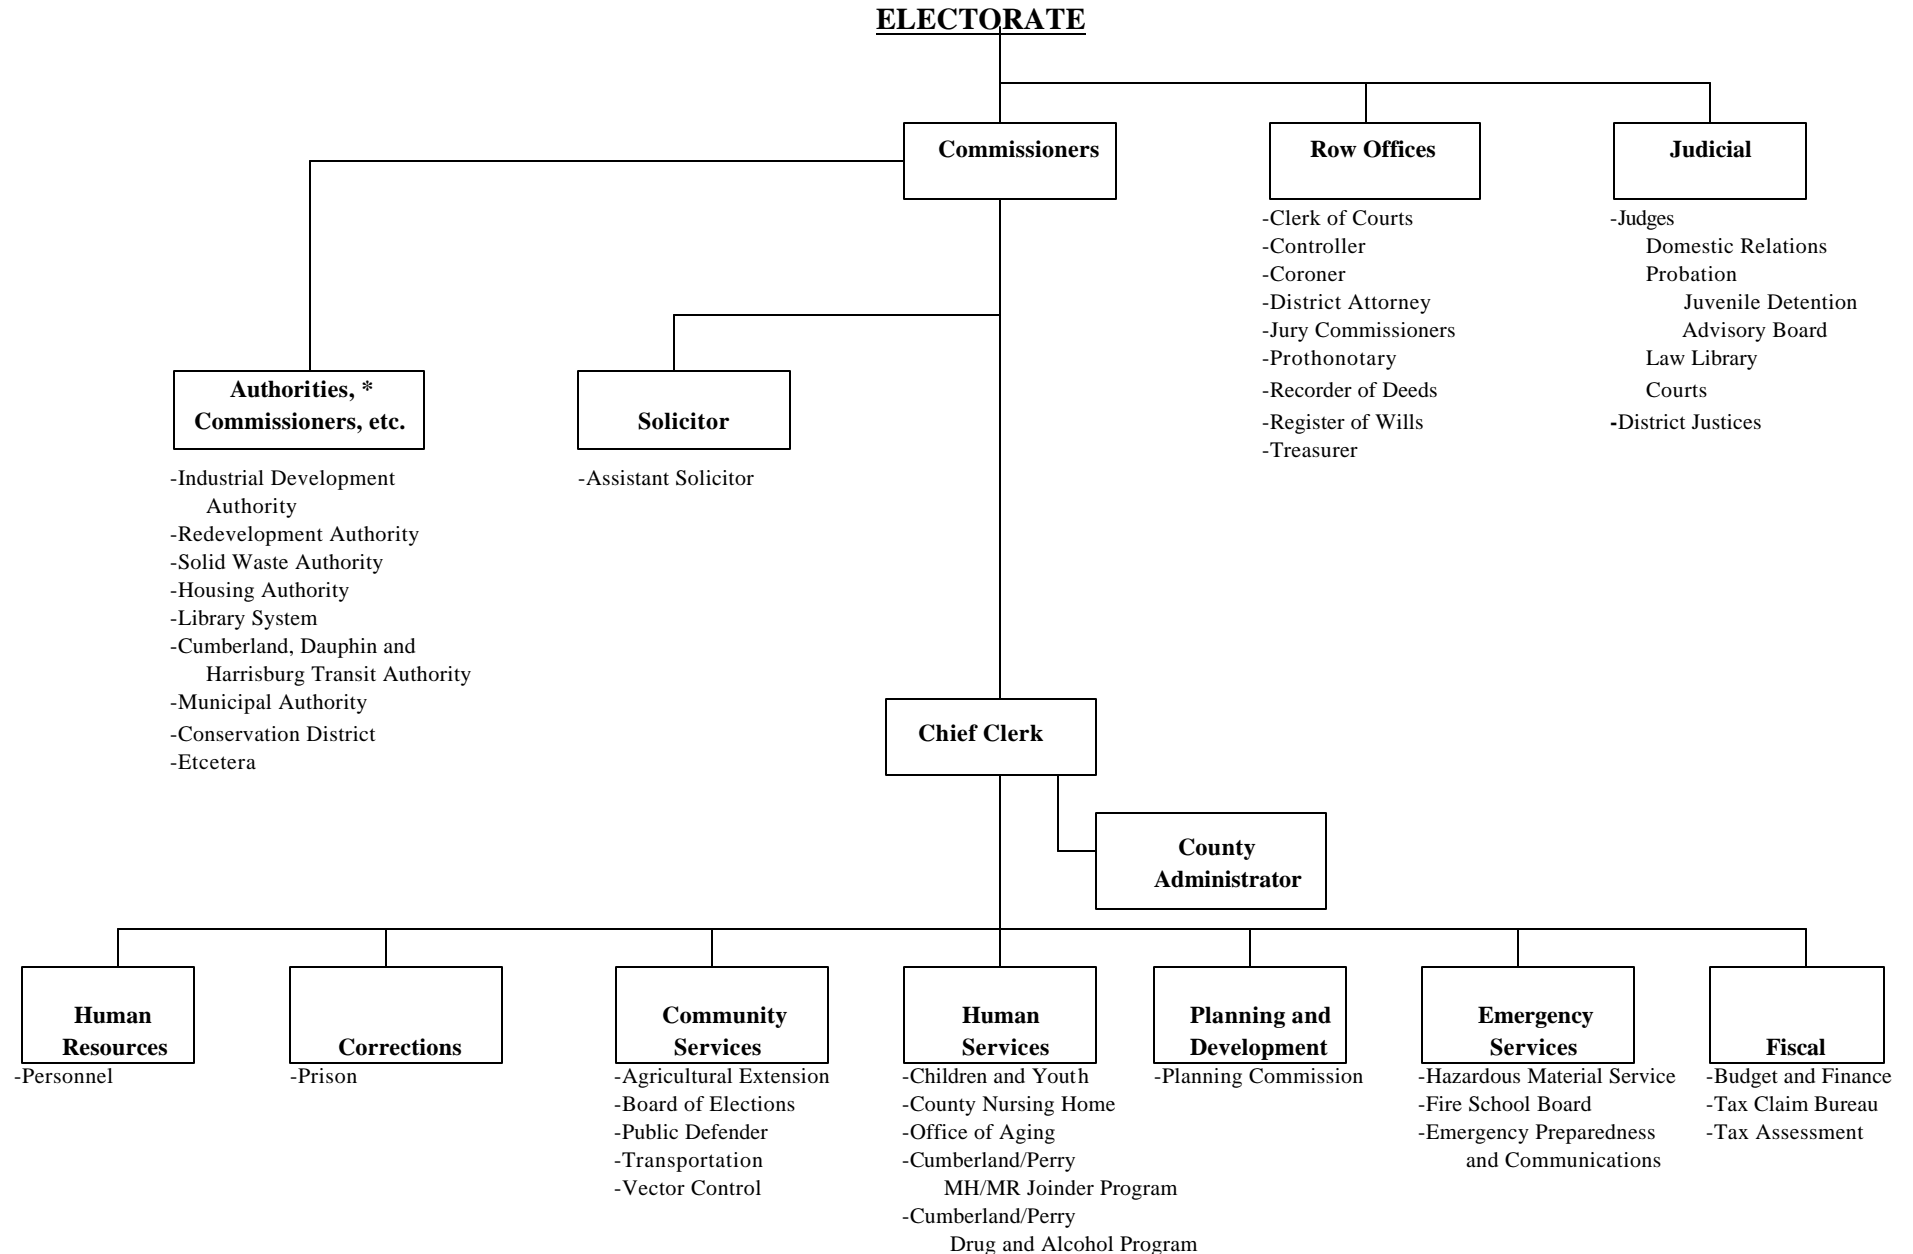 ELECTORATE
Commissioners
Row Offices
Judicial
-Clerk of Courts
-Controller
-Coroner
-District Attorney
-Jury Commissioners
-Prothonotary
-Recorder of Deeds
-Register of Wills
-Treasurer
-Judges
Domestic Relations
Probation
Juvenile Detention
Advisory Board
Law Library
Courts
-District Justices
Authorities, *
Commissioners, etc.
-Industrial Development
Authority
-Redevelopment Authority
-Solid Waste Authority
-Housing Authority
-Library System
-Cumberland, Dauphin and
Harrisburg Transit Authority
-Municipal Authority
-Conservation District
-Etcetera
Solicitor
-Assistant Solicitor
Chief Clerk
County
Administrator
Human
Resources
-Personnel
Corrections
-Prison
Community
Services
-Agricultural Extension
-Board of Elections
-Public Defender
-Transportation
-Vector Control
Human
Services
-Children and Youth
-County Nursing Home
-Office of Aging
-Cumberland/Perry
MH/MR Joinder Program
-Cumberland/Perry
Drug and Alcohol Program
Planning and
Development
-Planning Commission
Emergency
Services
-Hazardous Material Service
-Fire School Board
-Emergency Preparedness
and Communications
Fiscal
-Budget and Finance
-Tax Claim Bureau
-Tax Assessment